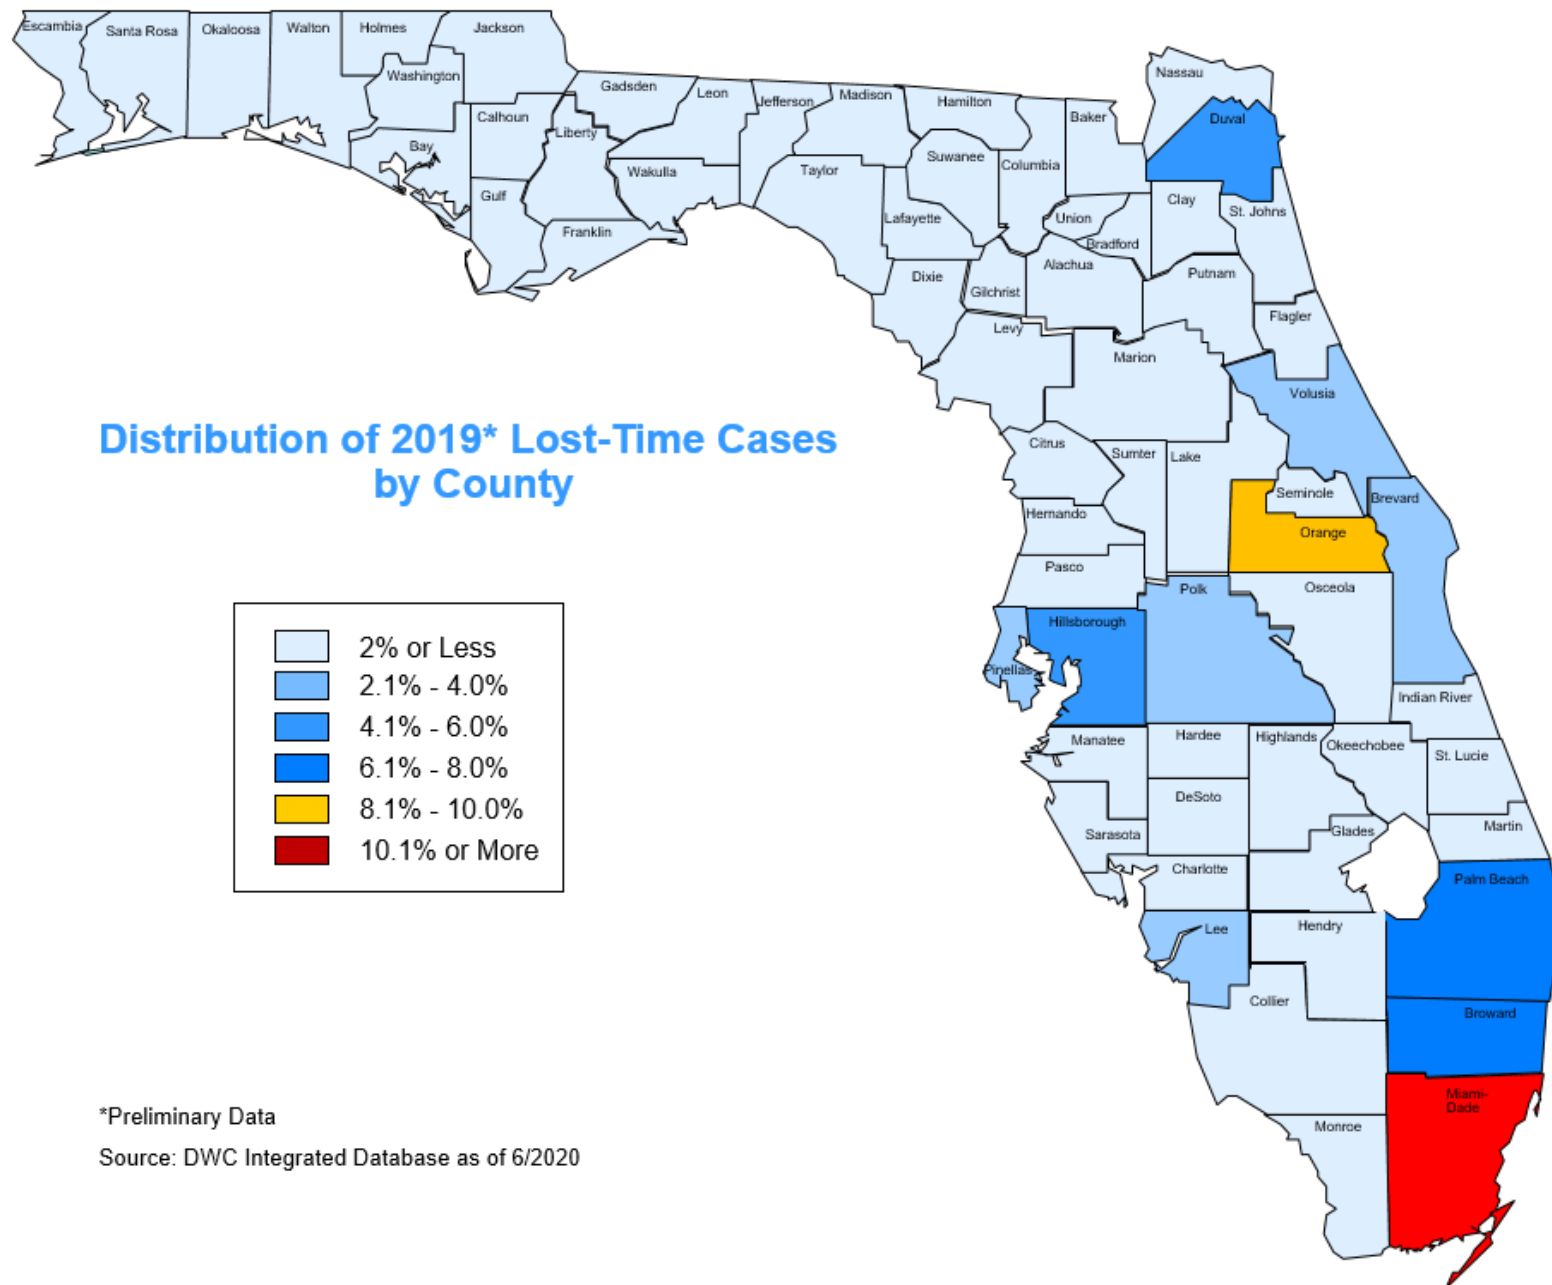 Escambia
Santa Rosa
Okaloosa
Walton
Holmes
Jackson
Washington
Bay
Calhoun
Gulf
Liberty
Gadsden
Franklin
Leon
Wakulla
Jefferson
Madison
Taylor
Hamilton
Suwanee
Lafayette
Columbia
Baker
Nassau
Duval
Union
Bradford
Clay
St. Johns
Dixie
Gilchrist
Alachua
Putnam
Flagler
Levy
Marion
Volusia
Distribution of 2019* Lost-Time Cases
by County
Citrus
Sumter
Lake
Seminole
Brevard
Hernando
Orange
Pasco
Polk
Osceola
Hillsborough
Pinellas
Indian River
Manatee
Hardee
Highlands
Okeechobee
St. Lucie
DeSoto
Sarasota
Glades
Martin
Charlotte
Palm Beach
Lee
Hendry
Collier
Broward
Miami-
Dade
Monroe
2% or Less
2.1% - 4.0%
4.1% - 6.0%
6.1% - 8.0%
8.1% - 10.0%
10.1% or More
*Preliminary Data
Source: DWC Integrated Database as of 6/2020